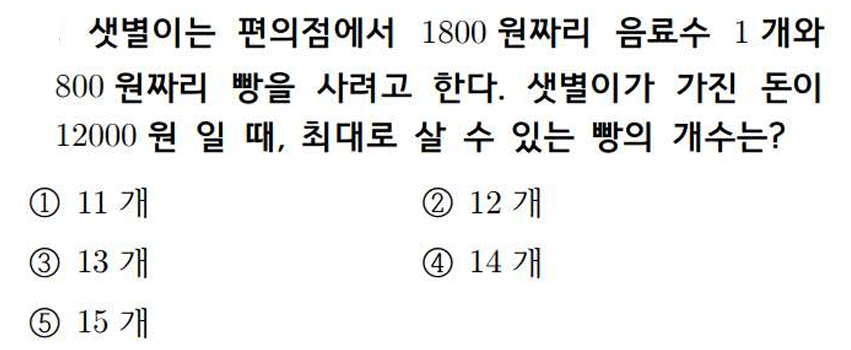 샛별이는 편의점에서 1800 원짜리 음료수 1 개와
800 원짜리 빵을 사려고 한다. 샛별이가 가진 돈이
12000 원 일 때, 최대로 살 수 있는 빵의 개수는?
① 11 개 ② 12 개
③ 13 개 ④ 14 개
⑤ 15 개